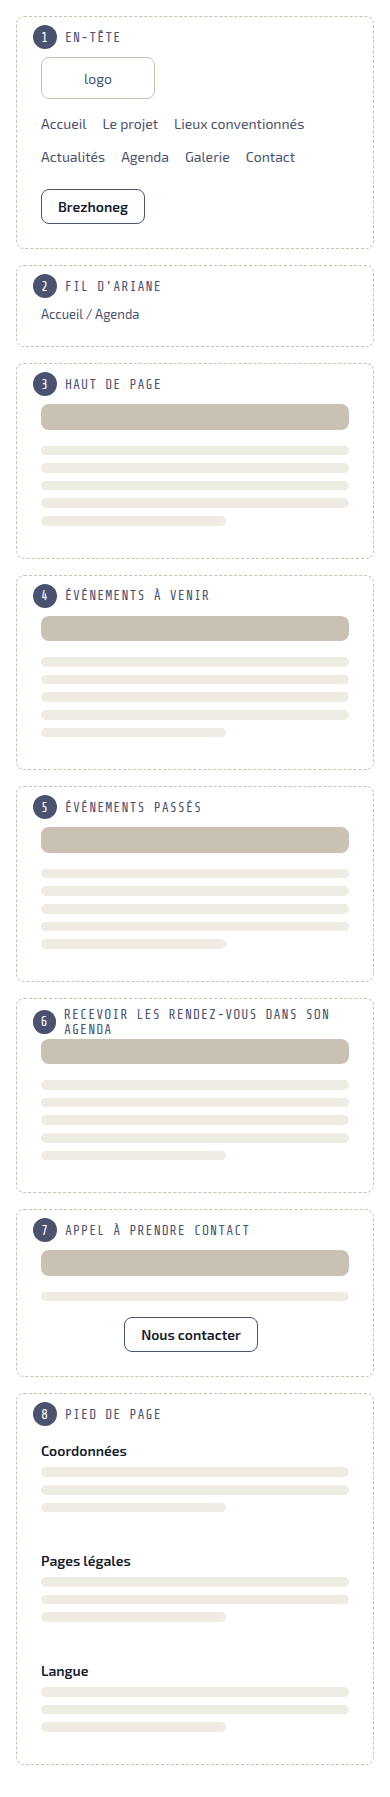 1 EN-TÊTE
logo
Accueil Le projet Lieux conventionnés
Actualités Agenda Galerie Contact
Brezhoneg
2 FIL D'ARIANE
Accueil / Agenda
3 HAUT DE PAGE
4 ÉVÉNEMENTS À VENIR
5 ÉVÉNEMENTS PASSÉS
6 RECEVOIR LES RENDEZ-VOUS DANS SON
AGENDA
7 APPEL À PRENDRE CONTACT
Nous contacter
8 PIED DE PAGE
Coordonnées
Pages légales
Langue